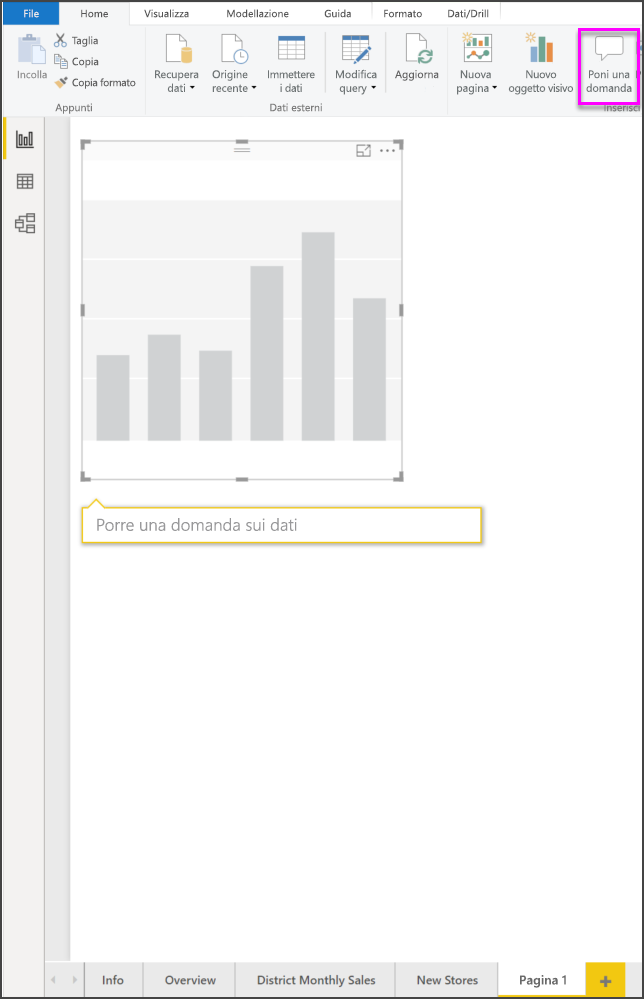 File Home Visualizza Modellazione Guida Formato Dati/Drill
Incolla
Taglia
Copia
Copia formato
Appunti
Recupera
dati
Origine
recente
Immettere
i dati
Modifica
query
Aggiorna
Dati esterni
Nuova
pagina
Nuovo
oggetto visivo
Poni una
domanda
Inserisci
Porre una domanda sui dati
Info Overview District Monthly Sales New Stores Pagina 1